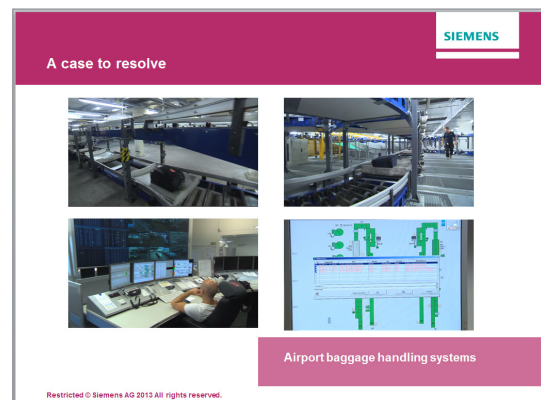 SIEMENS
A case to resolve
Airport baggage handling systems
Restricted © Siemens AG 2013 All rights reserved.